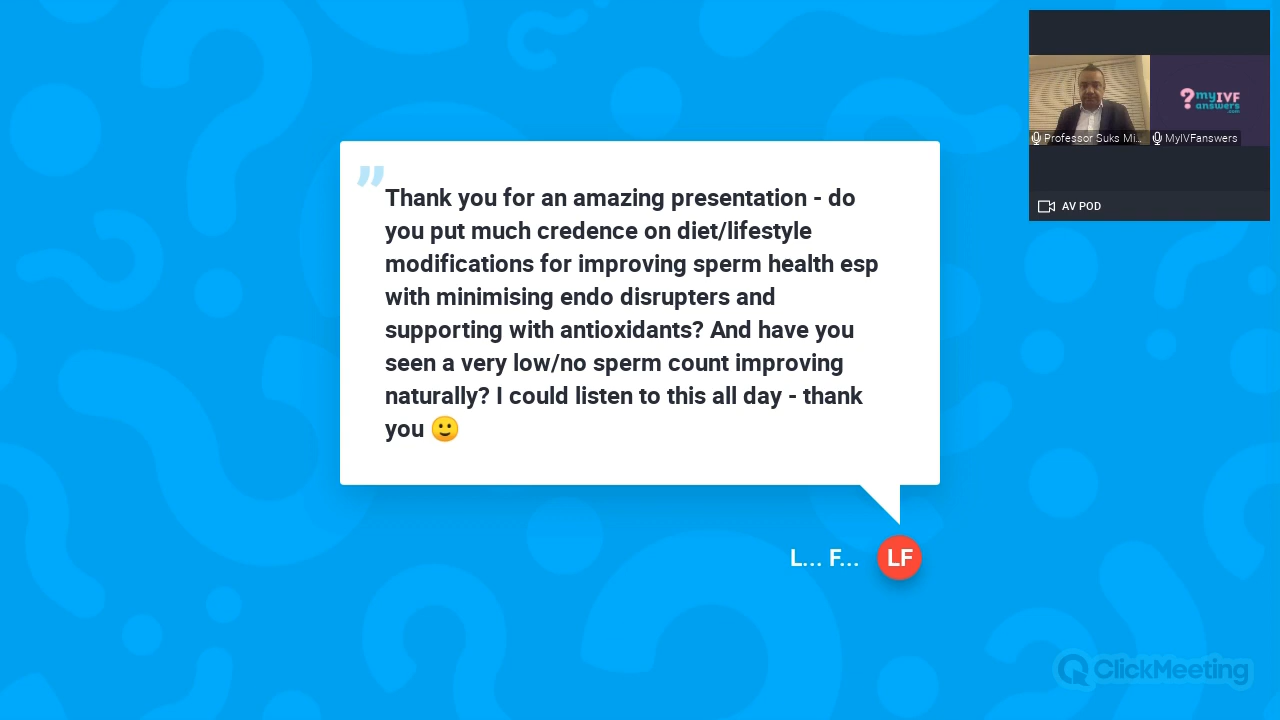 Thank you for an amazing presentation - do
you put much credence on diet/lifestyle
modifications for improving sperm health esp
with minimising endo disrupters and
supporting with antioxidants? And have you
seen a very low/no sperm count improving
naturally? I could listen to this all day - thank
you 🙂
L... F... LF
?myIVF
answers
.com
Professor Suks Mi... MyIVFanswers
AV POD
ClickMeeting